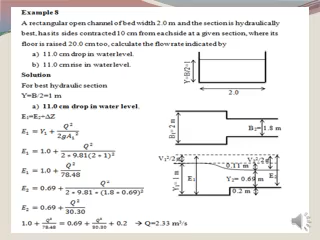 Example 8
A rectangular open channel of bed width 2.0 m and the section is hydraulically
best, has its sides contracted 10 cm from each side at a given section, where its
floor is raised 20.0 cm too, calculate the flow rate indicated by
a) 11.0 cm drop in water level.
b) 11.0 cm rise in water level.
Solution
For best hydraulic section
Y=B/2=1 m
a) 11.0 cm drop in water level.
E₁=E₂+ΔZ
E₁ = Y₁ + Q²/2gA₁²
E₁ = 1.0 + Q²/2 ∗ 9.81(2 ∗ 1)²
E₁ = 1.0 + Q²/78.48
E₂ = 0.69 + Q²/2 ∗ 9.81 ∗ (1.8 ∗ 0.69)²
E₂ = 0.69 + Q²/30.30
1.0 + Q²/78.48 = 0.69 + Q²/30.30 + 0.2 → Q=2.33 m³/s
Y=B/2=1
2.0
B₁= 2 m
B₂=1.8 m
V₁²/2g
V₂²/2g
0.11 m
E₁
Y₁= 1 m
Y₂= 0.69 m
E₂
0.2 m